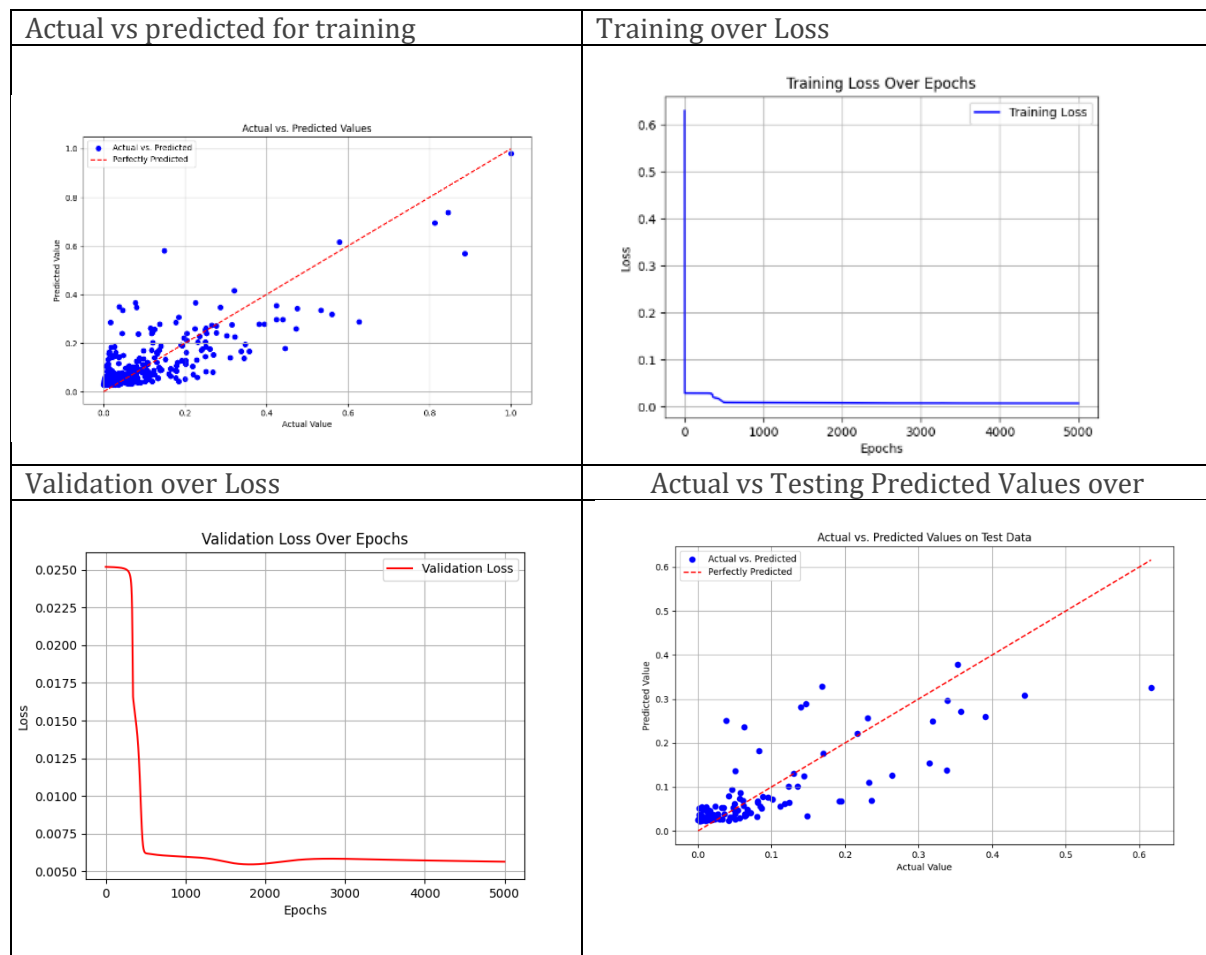 Actual vs predicted for training
Training over Loss
Actual vs. Predicted Values
Actual vs. Predicted
Perfectly Predicted
1.0
0.8
0.6
0.4
0.2
0.0
Predicted Value
0.0 0.2 0.4 0.6 0.8 1.0
Actual Value
Training Loss Over Epochs
Training Loss
0.6
0.5
0.4
0.3
0.2
0.1
0.0
Loss
0 1000 2000 3000 4000 5000
Epochs
Validation over Loss
Actual vs Testing Predicted Values over
Validation Loss Over Epochs
Validation Loss
0.0250
0.0225
0.0200
0.0175
0.0150
0.0125
0.0100
0.0075
0.0050
Loss
0 1000 2000 3000 4000 5000
Epochs
Actual vs. Predicted Values on Test Data
Actual vs. Predicted
Perfectly Predicted
0.6
0.5
0.4
0.3
0.2
0.1
0.0
Predicted Value
0.0 0.1 0.2 0.3 0.4 0.5 0.6
Actual Value